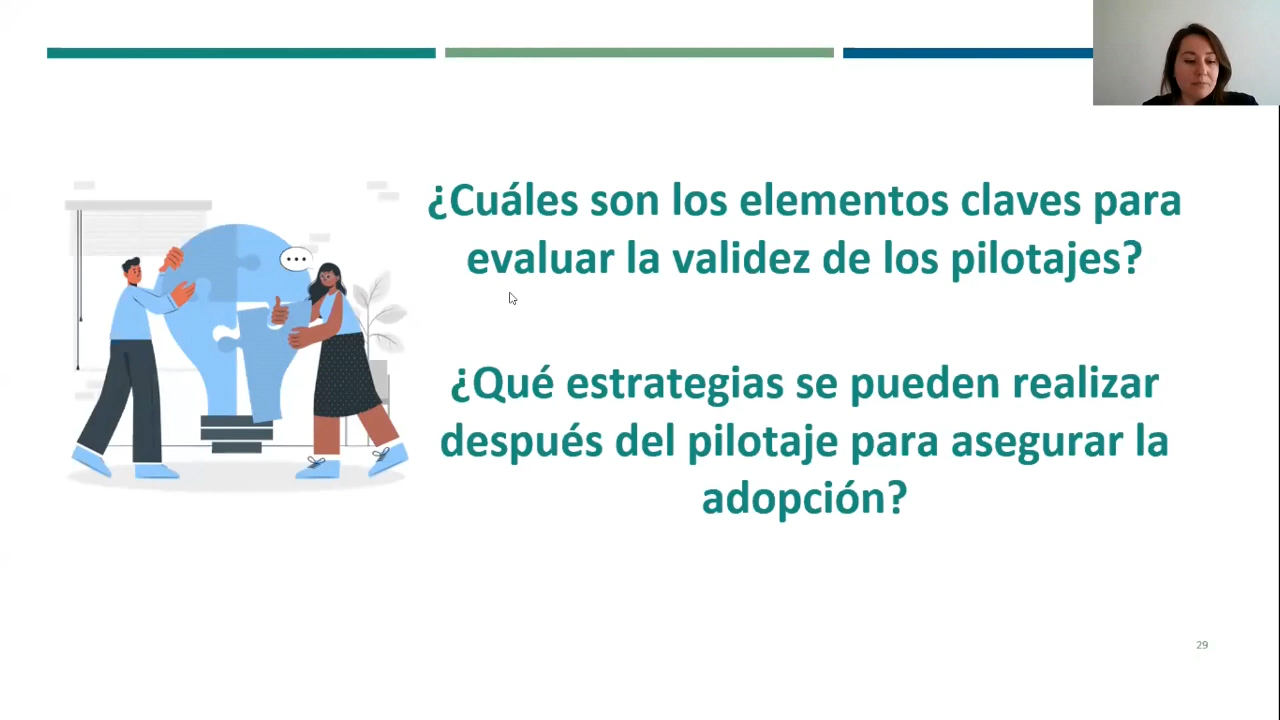 ¿Cuáles son los elementos claves para
evaluar la validez de los pilotajes?
¿Qué estrategias se pueden realizar
después del pilotaje para asegurar la
adopción?
29